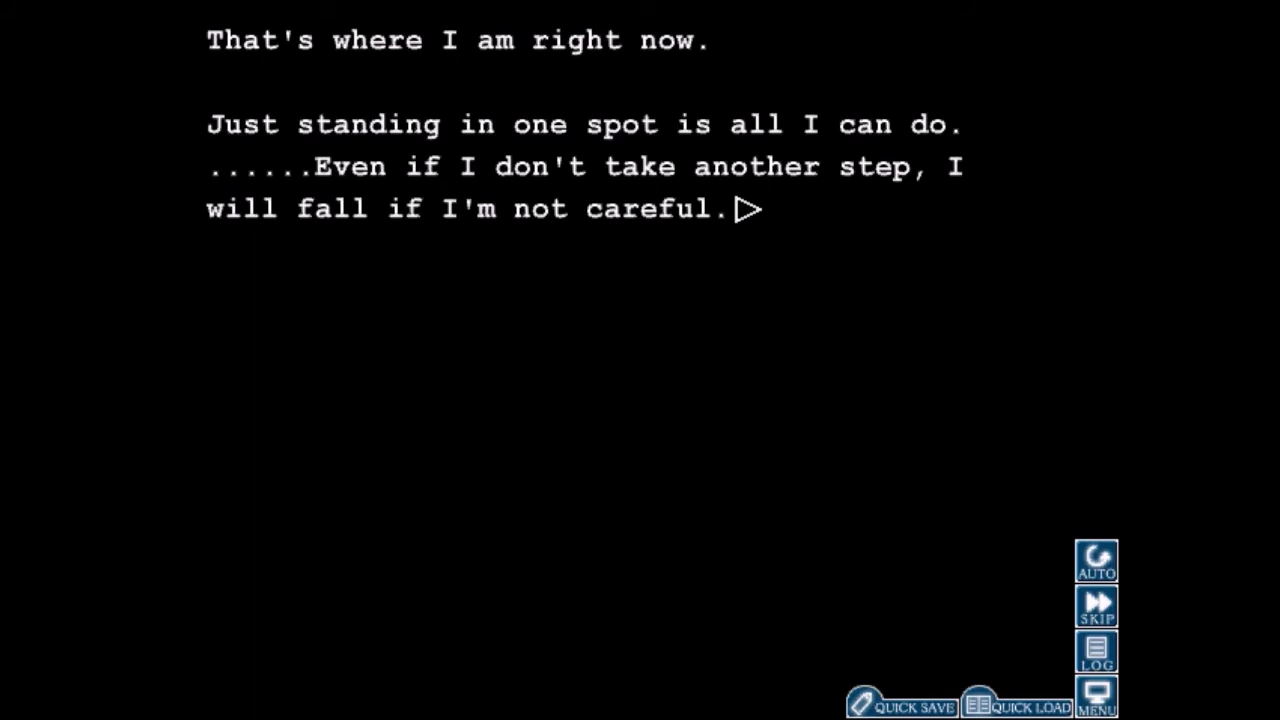 That's where I am right now.
Just standing in one spot is all I can do.
......Even if I don't take another step, I
will fall if I'm not careful.
AUTO
SKIP
LOG
QUICK SAVE
QUICK LOAD
MENU